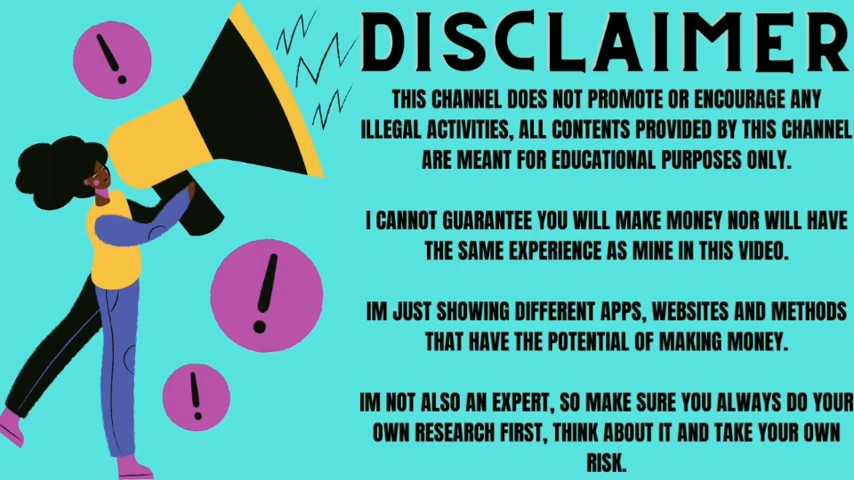 DISCLAIMER
THIS CHANNEL DOES NOT PROMOTE OR ENCOURAGE ANY
ILLEGAL ACTIVITIES, ALL CONTENTS PROVIDED BY THIS CHANNEL
ARE MEANT FOR EDUCATIONAL PURPOSES ONLY.
I CANNOT GUARANTEE YOU WILL MAKE MONEY NOR WILL HAVE
THE SAME EXPERIENCE AS MINE IN THIS VIDEO.
IM JUST SHOWING DIFFERENT APPS, WEBSITES AND METHODS
THAT HAVE THE POTENTIAL OF MAKING MONEY.
IM NOT ALSO AN EXPERT, SO MAKE SURE YOU ALWAYS DO YOUR
OWN RESEARCH FIRST, THINK ABOUT IT AND TAKE YOUR OWN
RISK.